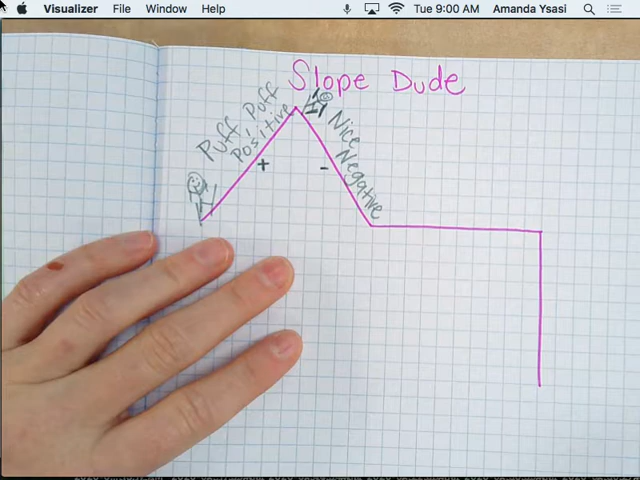 Visualizer File Window Help Tue 9:00 AM Amanda Ysasi
Slope Dude
Puff, Puff
Positive
+
Nice
Negative
-